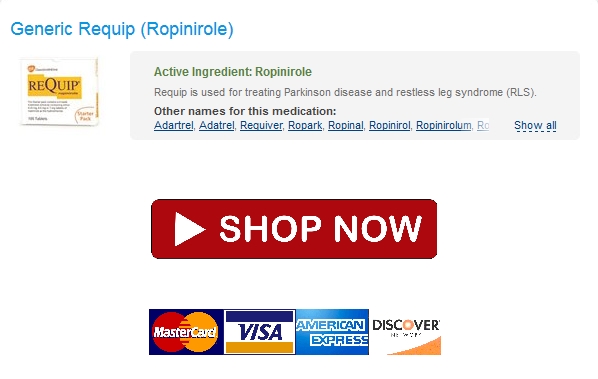 Generic Requip (Ropinirole)
REQUIP
Starter
Pack
Active Ingredient: Ropinirole
Requip is used for treating Parkinson disease and restless leg syndrome (RLS).
Other names for this medication:
Adartrel, Adatrel, Requiver, Ropark, Ropinal, Ropinirol, Ropinirolum, Ro
Show all
SHOP NOW
MasterCard
VISA
AMERICAN
EXPRESS
DISCOVER
NETWORK